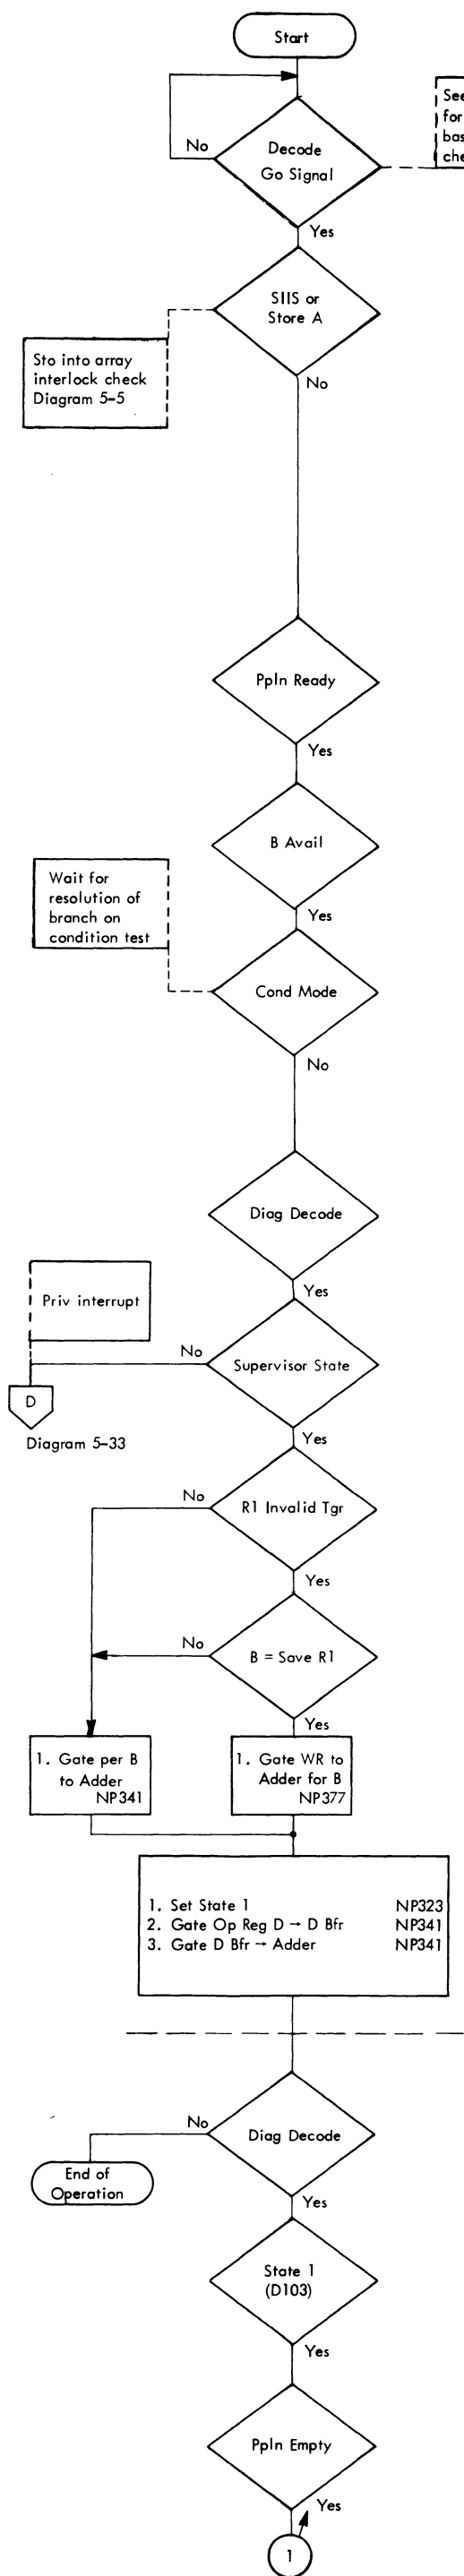 Start
See
for
bas
che
No
Decode
Go Signal
Yes
SIIS or
Store A
Sto into array
interlock check
Diagram 5-5
No
Ppln Ready
Yes
B Avail
Wait for
resolution of
branch on
condition test
Yes
Cond Mode
No
Diag Decode
Yes
Priv interrupt
No
Supervisor State
D
Diagram 5-33
Yes
No
R1 Invalid Tgr
Yes
No
B = Save R1
Yes
1. Gate per B
to Adder
NP341
1. Gate WR to
Adder for B
NP377
1. Set State 1 NP323
2. Gate Op Reg D → D Bfr NP341
3. Gate D Bfr → Adder NP341
No
Diag Decode
End of
Operation
Yes
State 1
(D103)
Yes
Ppln Empty
Yes
1